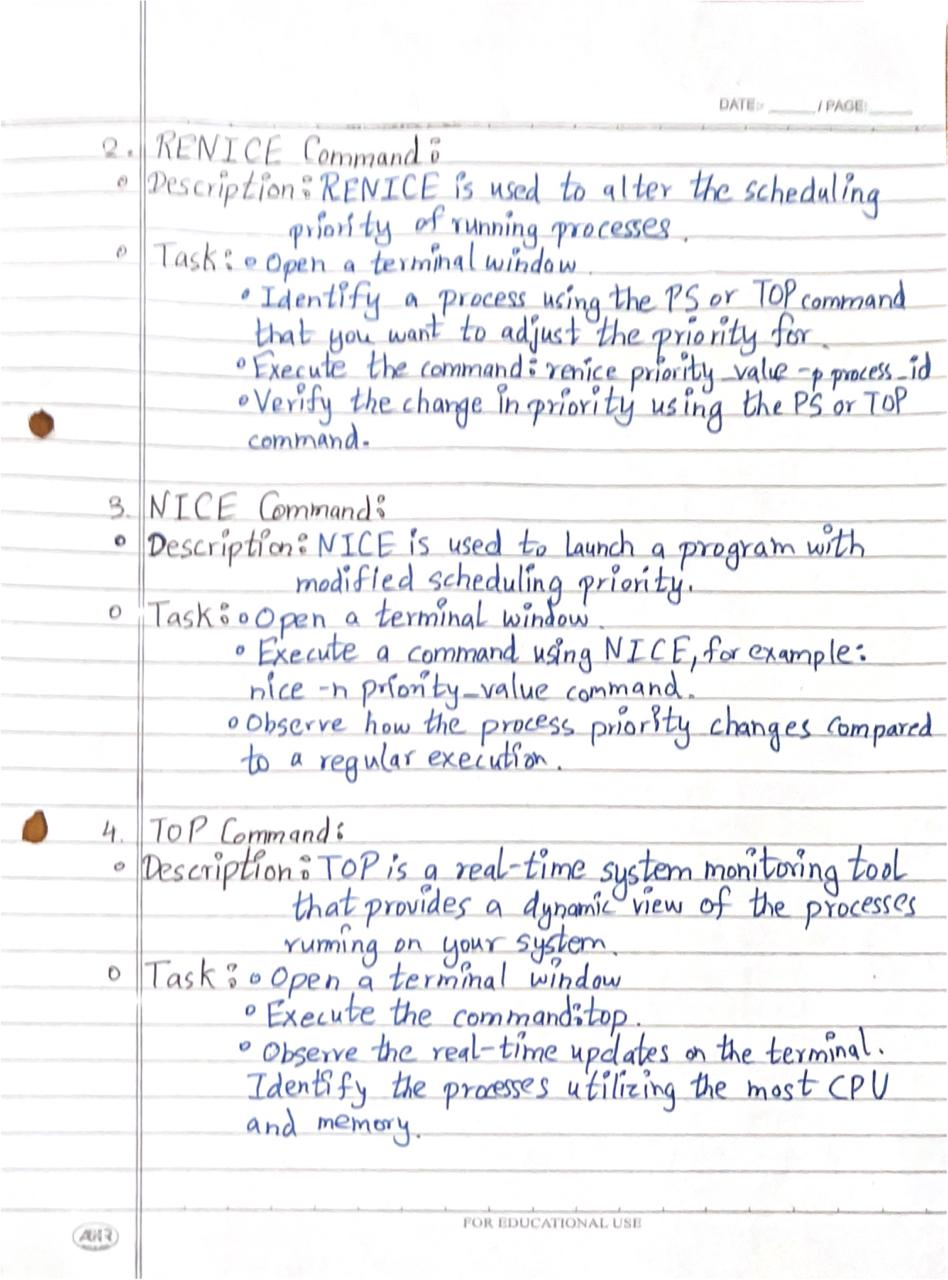 DATE:- ______ / PAGE: ______
2. RENICE Command:
o Description: RENICE is used to alter the scheduling
priority of running processes.
o Task: o Open a terminal window.
• Identify a process using the PS or TOP command
that you want to adjust the priority for.
o Execute the command: renice priority_value -p process_id
o Verify the change in priority using the PS or TOP
command.
3. NICE Command:
o Description: NICE is used to launch a program with
modified scheduling priority.
o Task: o Open a terminal window.
o Execute a command using NICE, for example:
nice -n priority_value command.
o Observe how the process priority changes compared
to a regular execution.
4. TOP Command:
o Description: TOP is a real-time system monitoring tool
that provides a dynamic view of the processes
running on your system.
o Task: o Open a terminal window
o Execute the command: top.
o Observe the real-time updates on the terminal.
Identify the processes utilizing the most CPU
and memory.
FOR EDUCATIONAL USE